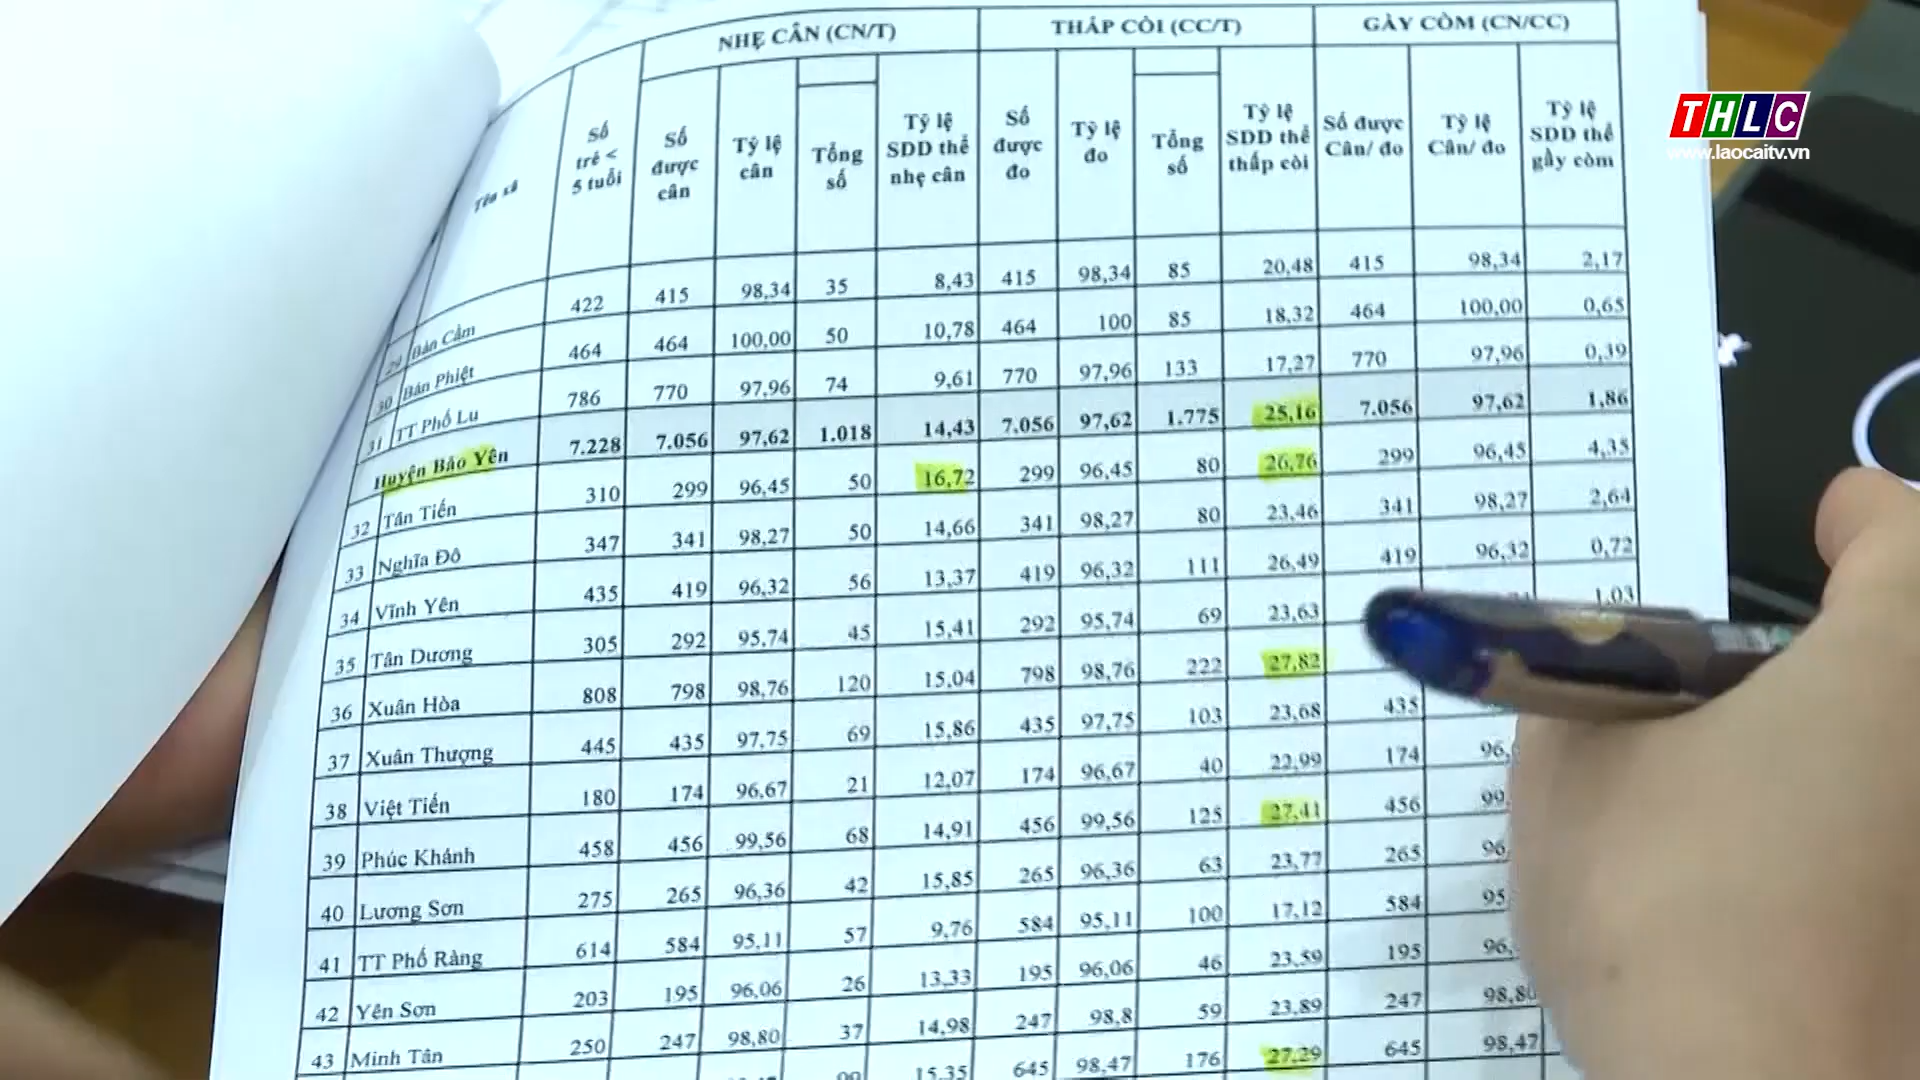 THLC
www.laocaitv.vn
NHẸ CÂN (CN/T) THẤP CÒI (CC/T) GẦY CÒM (CN/CC)
Tên xã Số trẻ < 5 tuổi Số được cân Tỷ lệ cân Tổng số Tỷ lệ SDD thể nhẹ cân Số được đo Tỷ lệ đo Tổng số Tỷ lệ SDD thể thấp còi Số được Cân/ đo Tỷ lệ Cân/ đo Tỷ lệ SDD thể gầy còm
29 Bản Cầm 422 415 98,34 35 8,43 415 98,34 85 20,48 415 98,34 2,17
30 Bản Phiệt 464 464 100,00 50 10,78 464 100 85 18,32 464 100,00 0,65
31 TT Phố Lu 786 770 97,96 74 9,61 770 97,96 133 17,27 770 97,96 0,39
Huyện Bảo Yên 7.228 7.056 97,62 1.018 14,43 7.056 97,62 1.775 25,16 7.056 97,62 1,86
32 Tân Tiến 310 299 96,45 50 16,72 299 96,45 80 26,76 299 96,45 4,35
33 Nghĩa Đô 347 341 98,27 50 14,66 341 98,27 80 23,46 341 98,27 2,64
34 Vĩnh Yên 435 419 96,32 56 13,37 419 96,32 111 26,49 419 96,32 0,72
35 Tân Dương 305 292 95,74 45 15,41 292 95,74 69 23,63 1,03
36 Xuân Hòa 808 798 98,76 120 15,04 798 98,76 222 27,82
37 Xuân Thượng 445 435 97,75 69 15,86 435 97,75 103 23,68 435
38 Việt Tiến 180 174 96,67 21 12,07 174 96,67 40 22,99 174 96,
39 Phúc Khánh 458 456 99,56 68 14,91 456 99,56 125 27,41 456 99,
40 Lương Sơn 275 265 96,36 42 15,85 265 96,36 63 23,77 265 96,
41 TT Phố Ràng 614 584 95,11 57 9,76 584 95,11 100 17,12 584 95
42 Yên Sơn 203 195 96,06 26 13,33 195 96,06 46 23,59 195 96,
43 Minh Tân 250 247 98,80 37 14,98 247 98,8 59 23,89 247 98,80
15,35 645 98,47 176 27,29 645 98,47